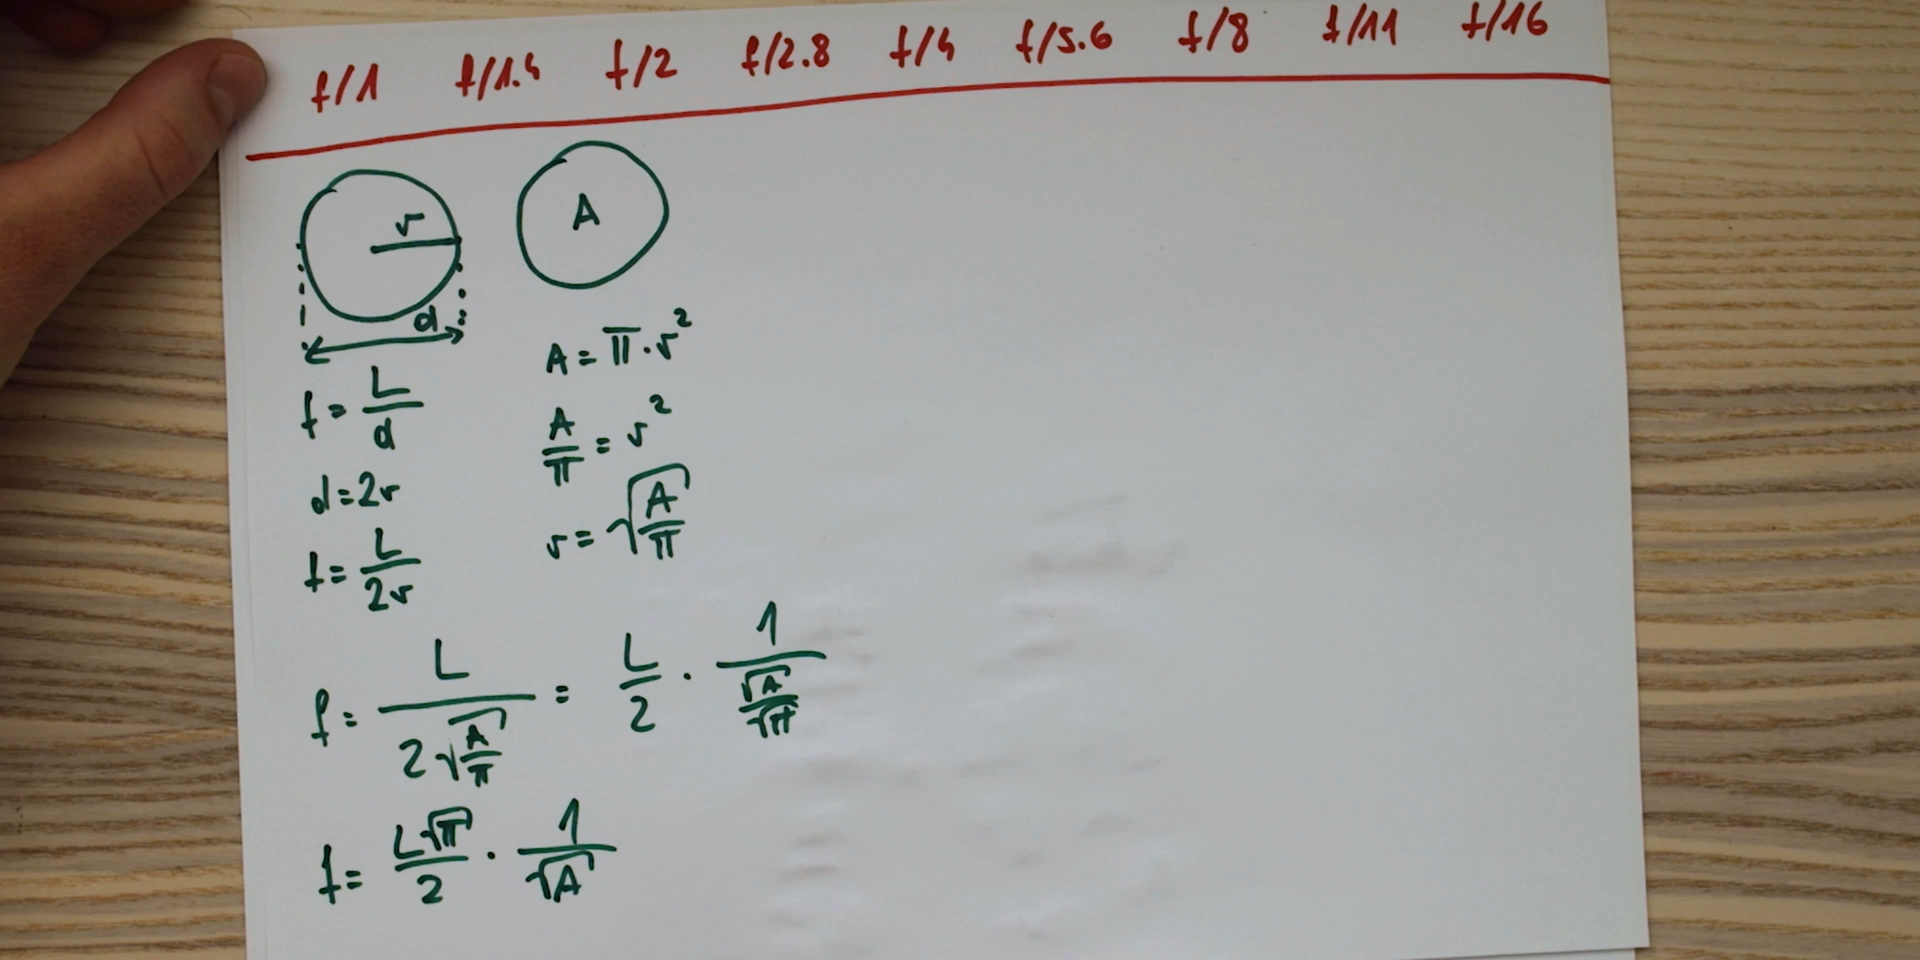 f/1 f/1.4 f/2 f/2.8 f/4 f/5.6 f/8 f/11 f/16
r
d
A
f = L/d
d = 2r
f = L/2r
A = π · r²
A/π = r²
r = √(A/π)
f = L/(2√(A/π)) = L/2 · 1/(√A/√π)
f = L√π/2 · 1/√A